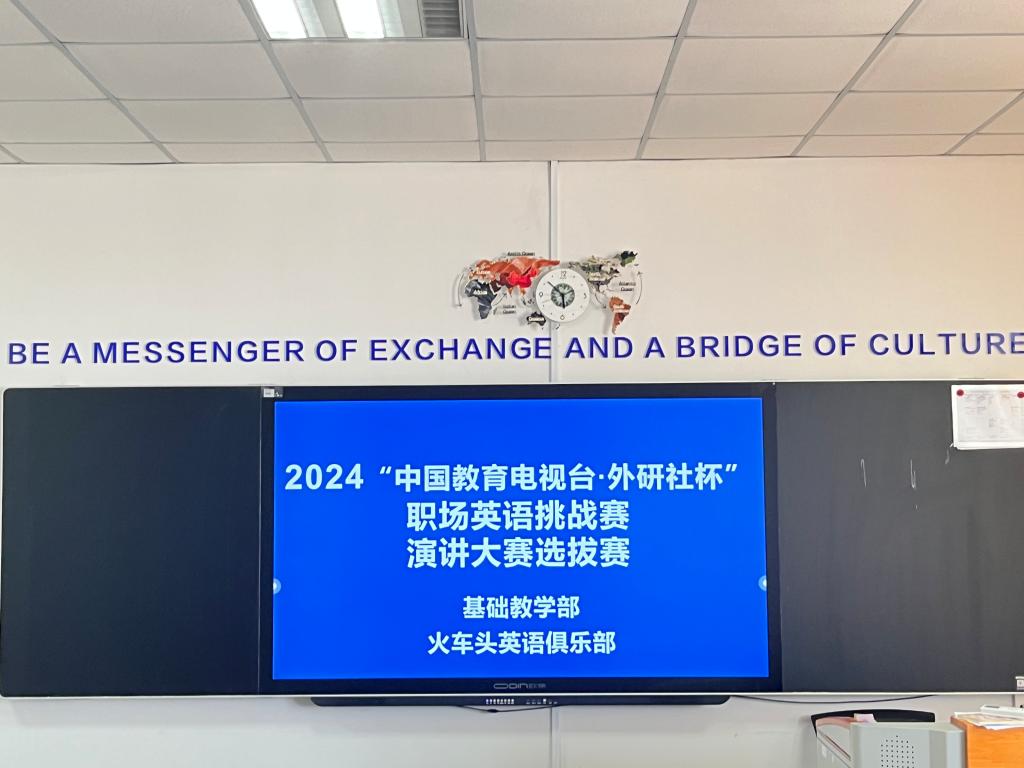 BE A MESSENGER OF EXCHANGE AND A BRIDGE OF CULTURE
2024“中国教育电视台·外研社杯”
职场英语挑战赛
演讲大赛选拔赛
基础教学部
火车头英语俱乐部